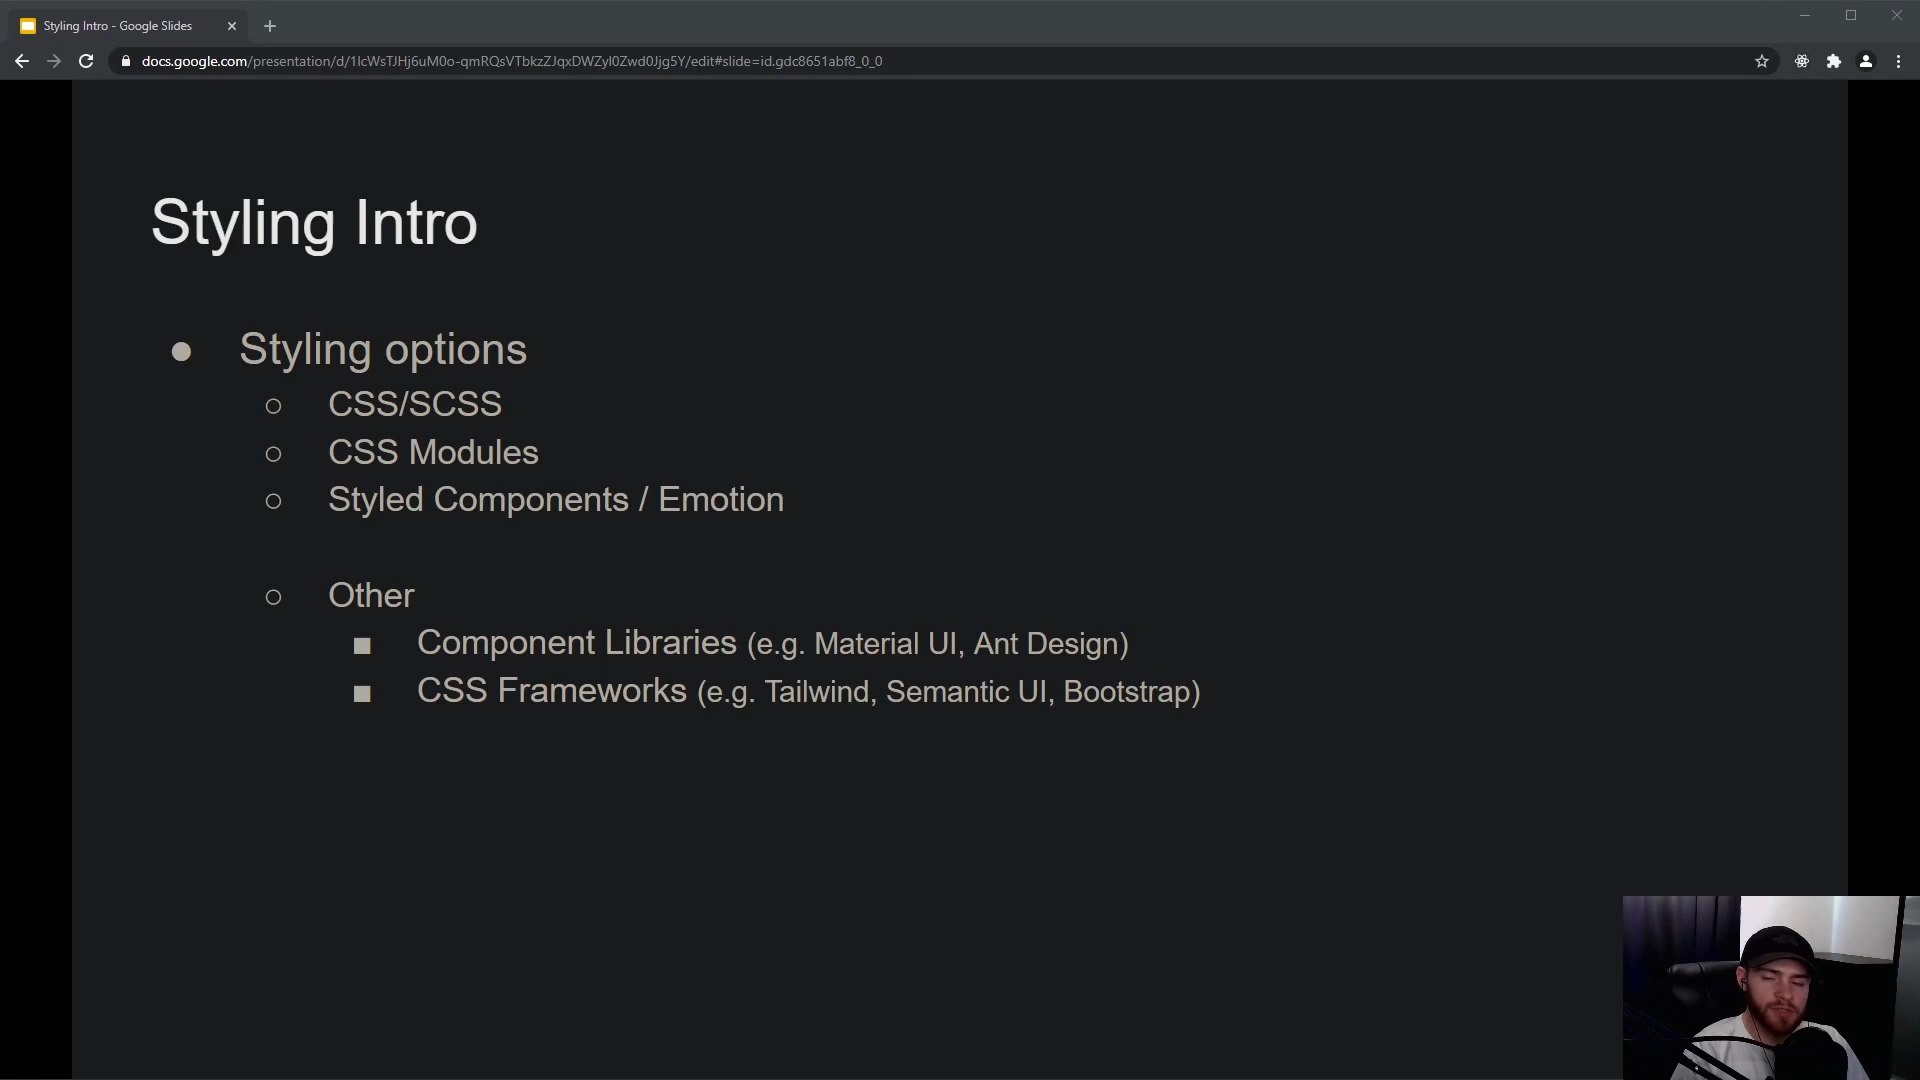 Styling Intro - Google Slides
docs.google.com/presentation/d/1IcWsTJHj6uM0o-qmRQsVTbkzZJqxDWZyl0Zwd0Jjg5Y/edit#slide=id.gdc8651abf8_0_0
Styling Intro
● Styling options
○ CSS/SCSS
○ CSS Modules
○ Styled Components / Emotion
○ Other
■ Component Libraries (e.g. Material UI, Ant Design)
■ CSS Frameworks (e.g. Tailwind, Semantic UI, Bootstrap)